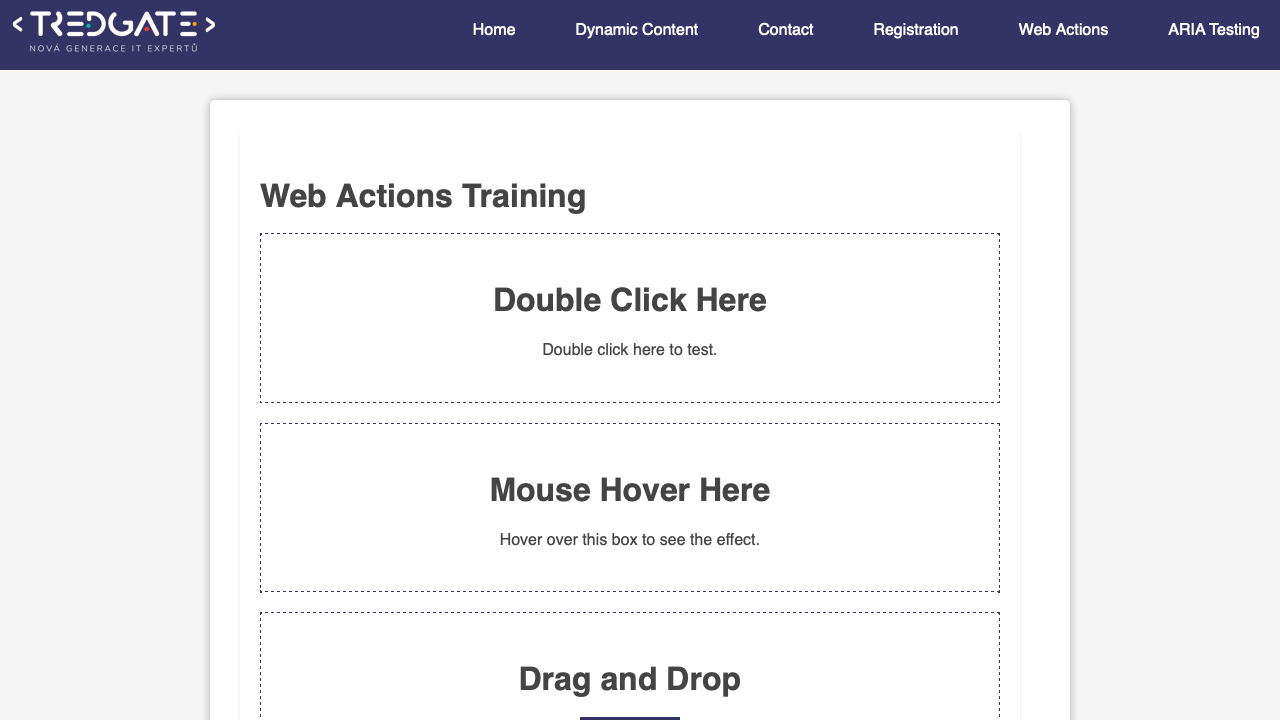 < TREDGATE >
NOVÁ GENERACE IT EXPERTŮ
Home
Dynamic Content
Contact
Registration
Web Actions
ARIA Testing
Web Actions Training
Double Click Here
Double click here to test.
Mouse Hover Here
Hover over this box to see the effect.
Drag and Drop